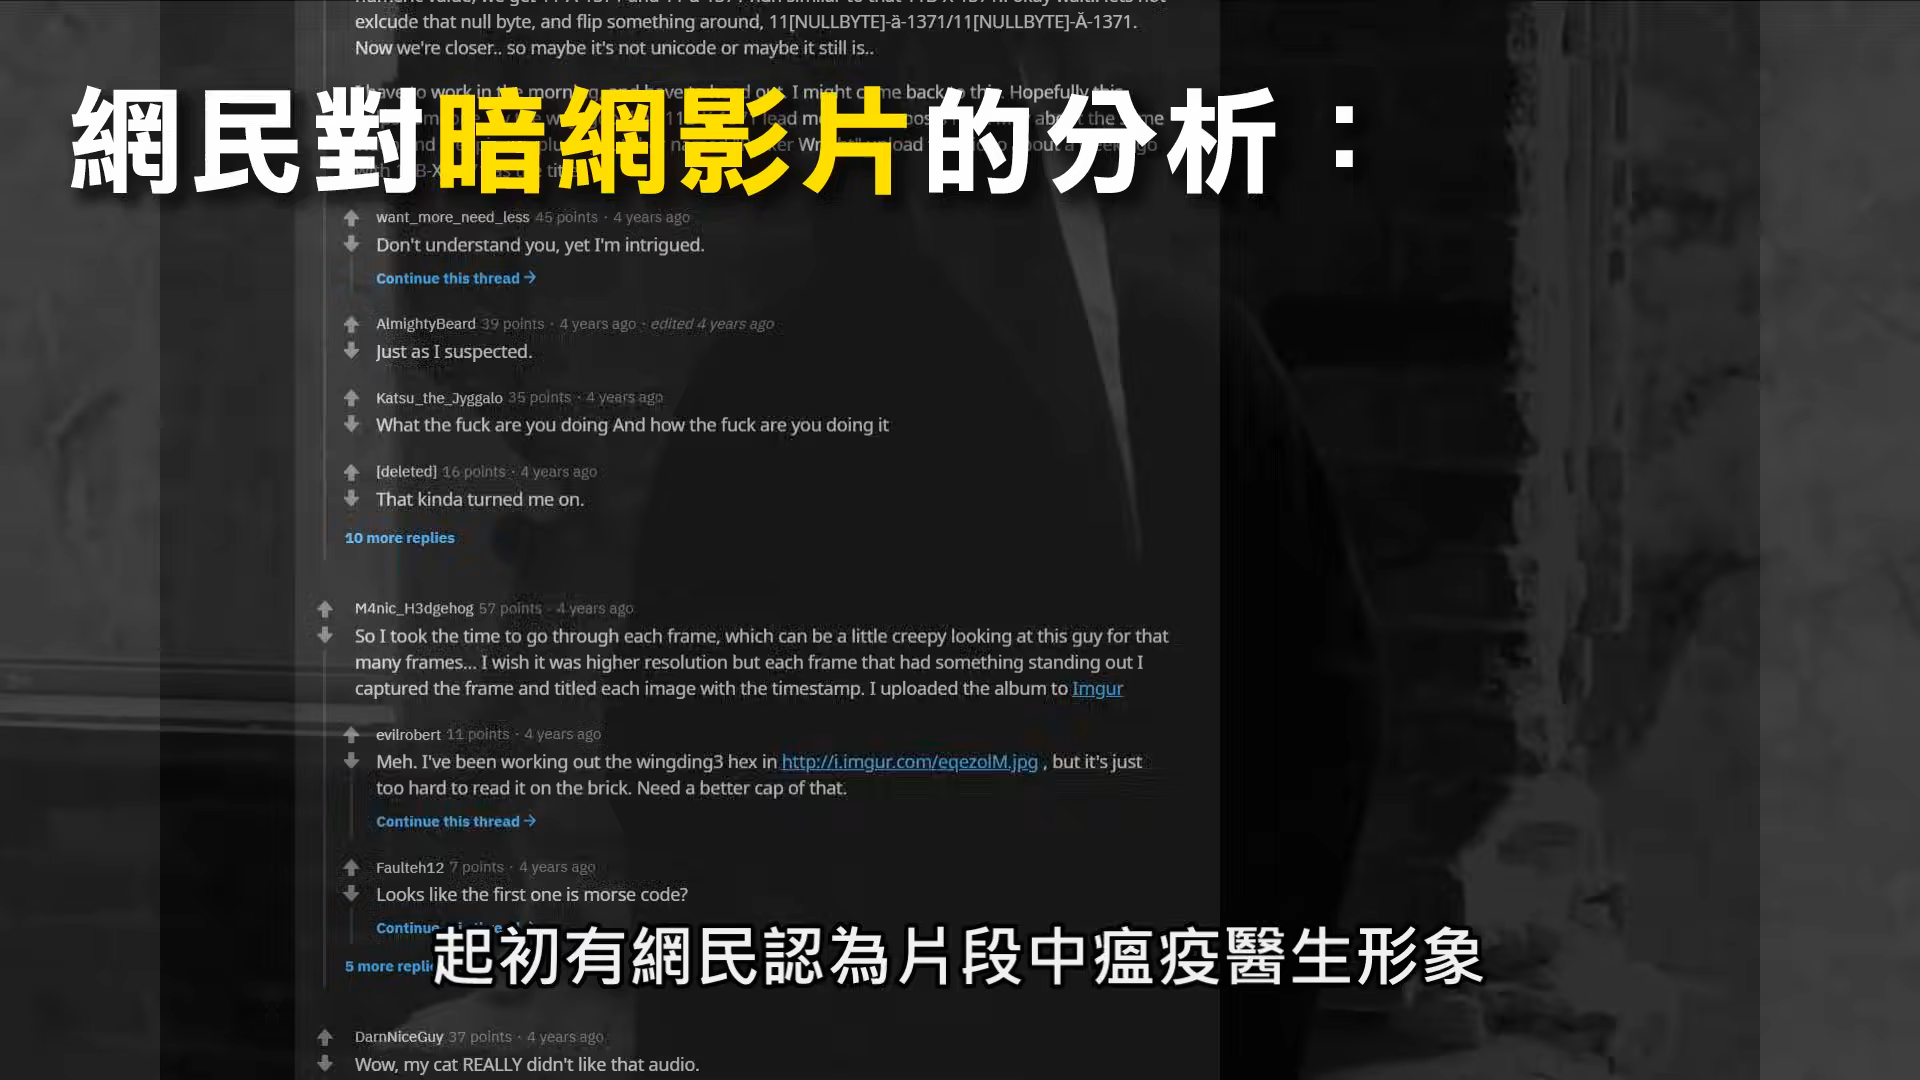 exlcude that null byte, and flip something around, 11[NULLBYTE]-ä-1371/11[NULLBYTE]-Ă-1371.
Now we're closer.. so maybe it's not unicode or maybe it still is..
網民對暗網影片的分析：
want_more_need_less 45 points · 4 years ago
Don't understand you, yet I'm intrigued.
Continue this thread →
AlmightyBeard 39 points · 4 years ago · edited 4 years ago
Just as I suspected.
Katsu_the_Jyggalo 35 points · 4 years ago
What the fuck are you doing And how the fuck are you doing it
[deleted] 16 points · 4 years ago
That kinda turned me on.
10 more replies
M4nic_H3dgehog 57 points · 4 years ago
So I took the time to go through each frame, which can be a little creepy looking at this guy for that
many frames... I wish it was higher resolution but each frame that had something standing out I
captured the frame and titled each image with the timestamp. I uploaded the album to Imgur
evilrobert 11 points · 4 years ago
Meh. I've been working out the wingding3 hex in http://i.imgur.com/eqezolM.jpg , but it's just
too hard to read it on the brick. Need a better cap of that.
Continue this thread →
Faulteh12 7 points · 4 years ago
Looks like the first one is morse code?
起初有網民認為片段中瘟疫醫生形象
5 more
DarnNiceGuy 37 points · 4 years ago
Wow, my cat REALLY didn't like that audio.